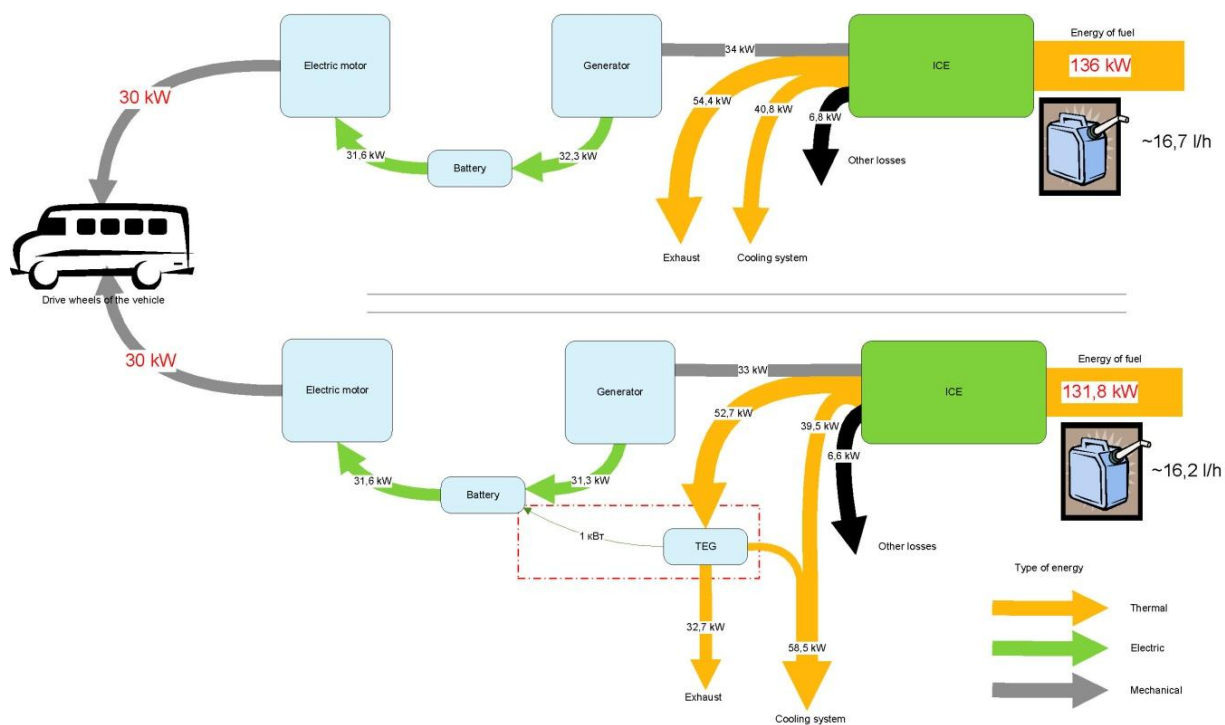 Energy of fuel
Electric motor
Generator
34 kW
ICE
136 kW
30 kW
54,4 kW
40,8 kW
6,8 kW
~16,7 l/h
31,6 kW
Battery
32,3 kW
Other losses
Exhaust
Cooling system
Drive wheels of the vehicle
30 kW
Electric motor
Generator
33 kW
ICE
Energy of fuel
131,8 kW
52,7 kW
39,5 kW
6,6 kW
~16,2 l/h
31,6 kW
Battery
31,3 kW
1 кВт
TEG
Other losses
Type of energy
Thermal
32,7 kW
58,5 kW
Electric
Exhaust
Mechanical
Cooling system